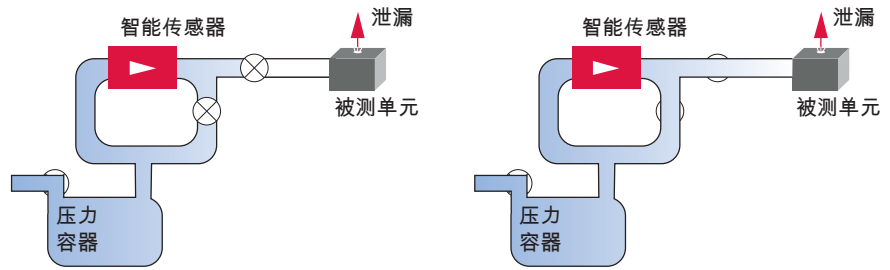 泄漏
智能传感器
被测单元
压力
容器
泄漏
智能传感器
被测单元
压力
容器